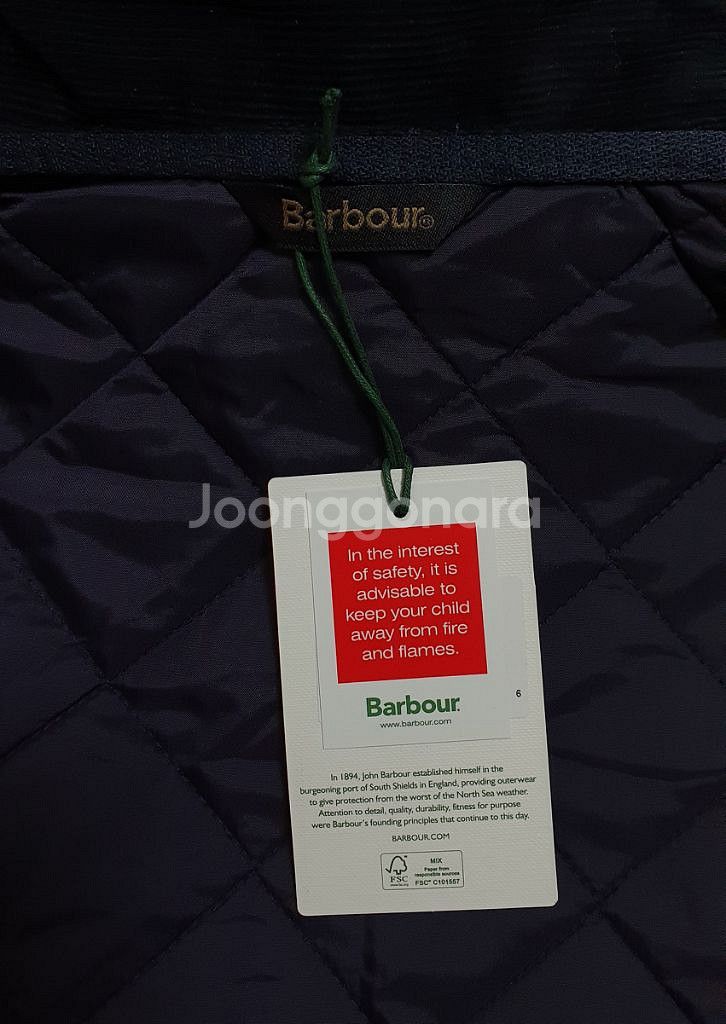 Barbour®
Joonggonara
In the interest
of safety, it is
advisable to
keep your child
away from fire
and flames.
Barbour.
www.barbour.com
6
In 1894, John Barbour established himself in the
burgeoning port of South Shields in England, providing outerwear
to give protection from the worst of the North Sea weather.
Attention to detail, quality, durability, fitness for purpose
were Barbour's founding principles that continue to this day.
BARBOUR.COM
FSC
www.fsc.org
MIX
Paper from
responsible sources
FSC® C101557